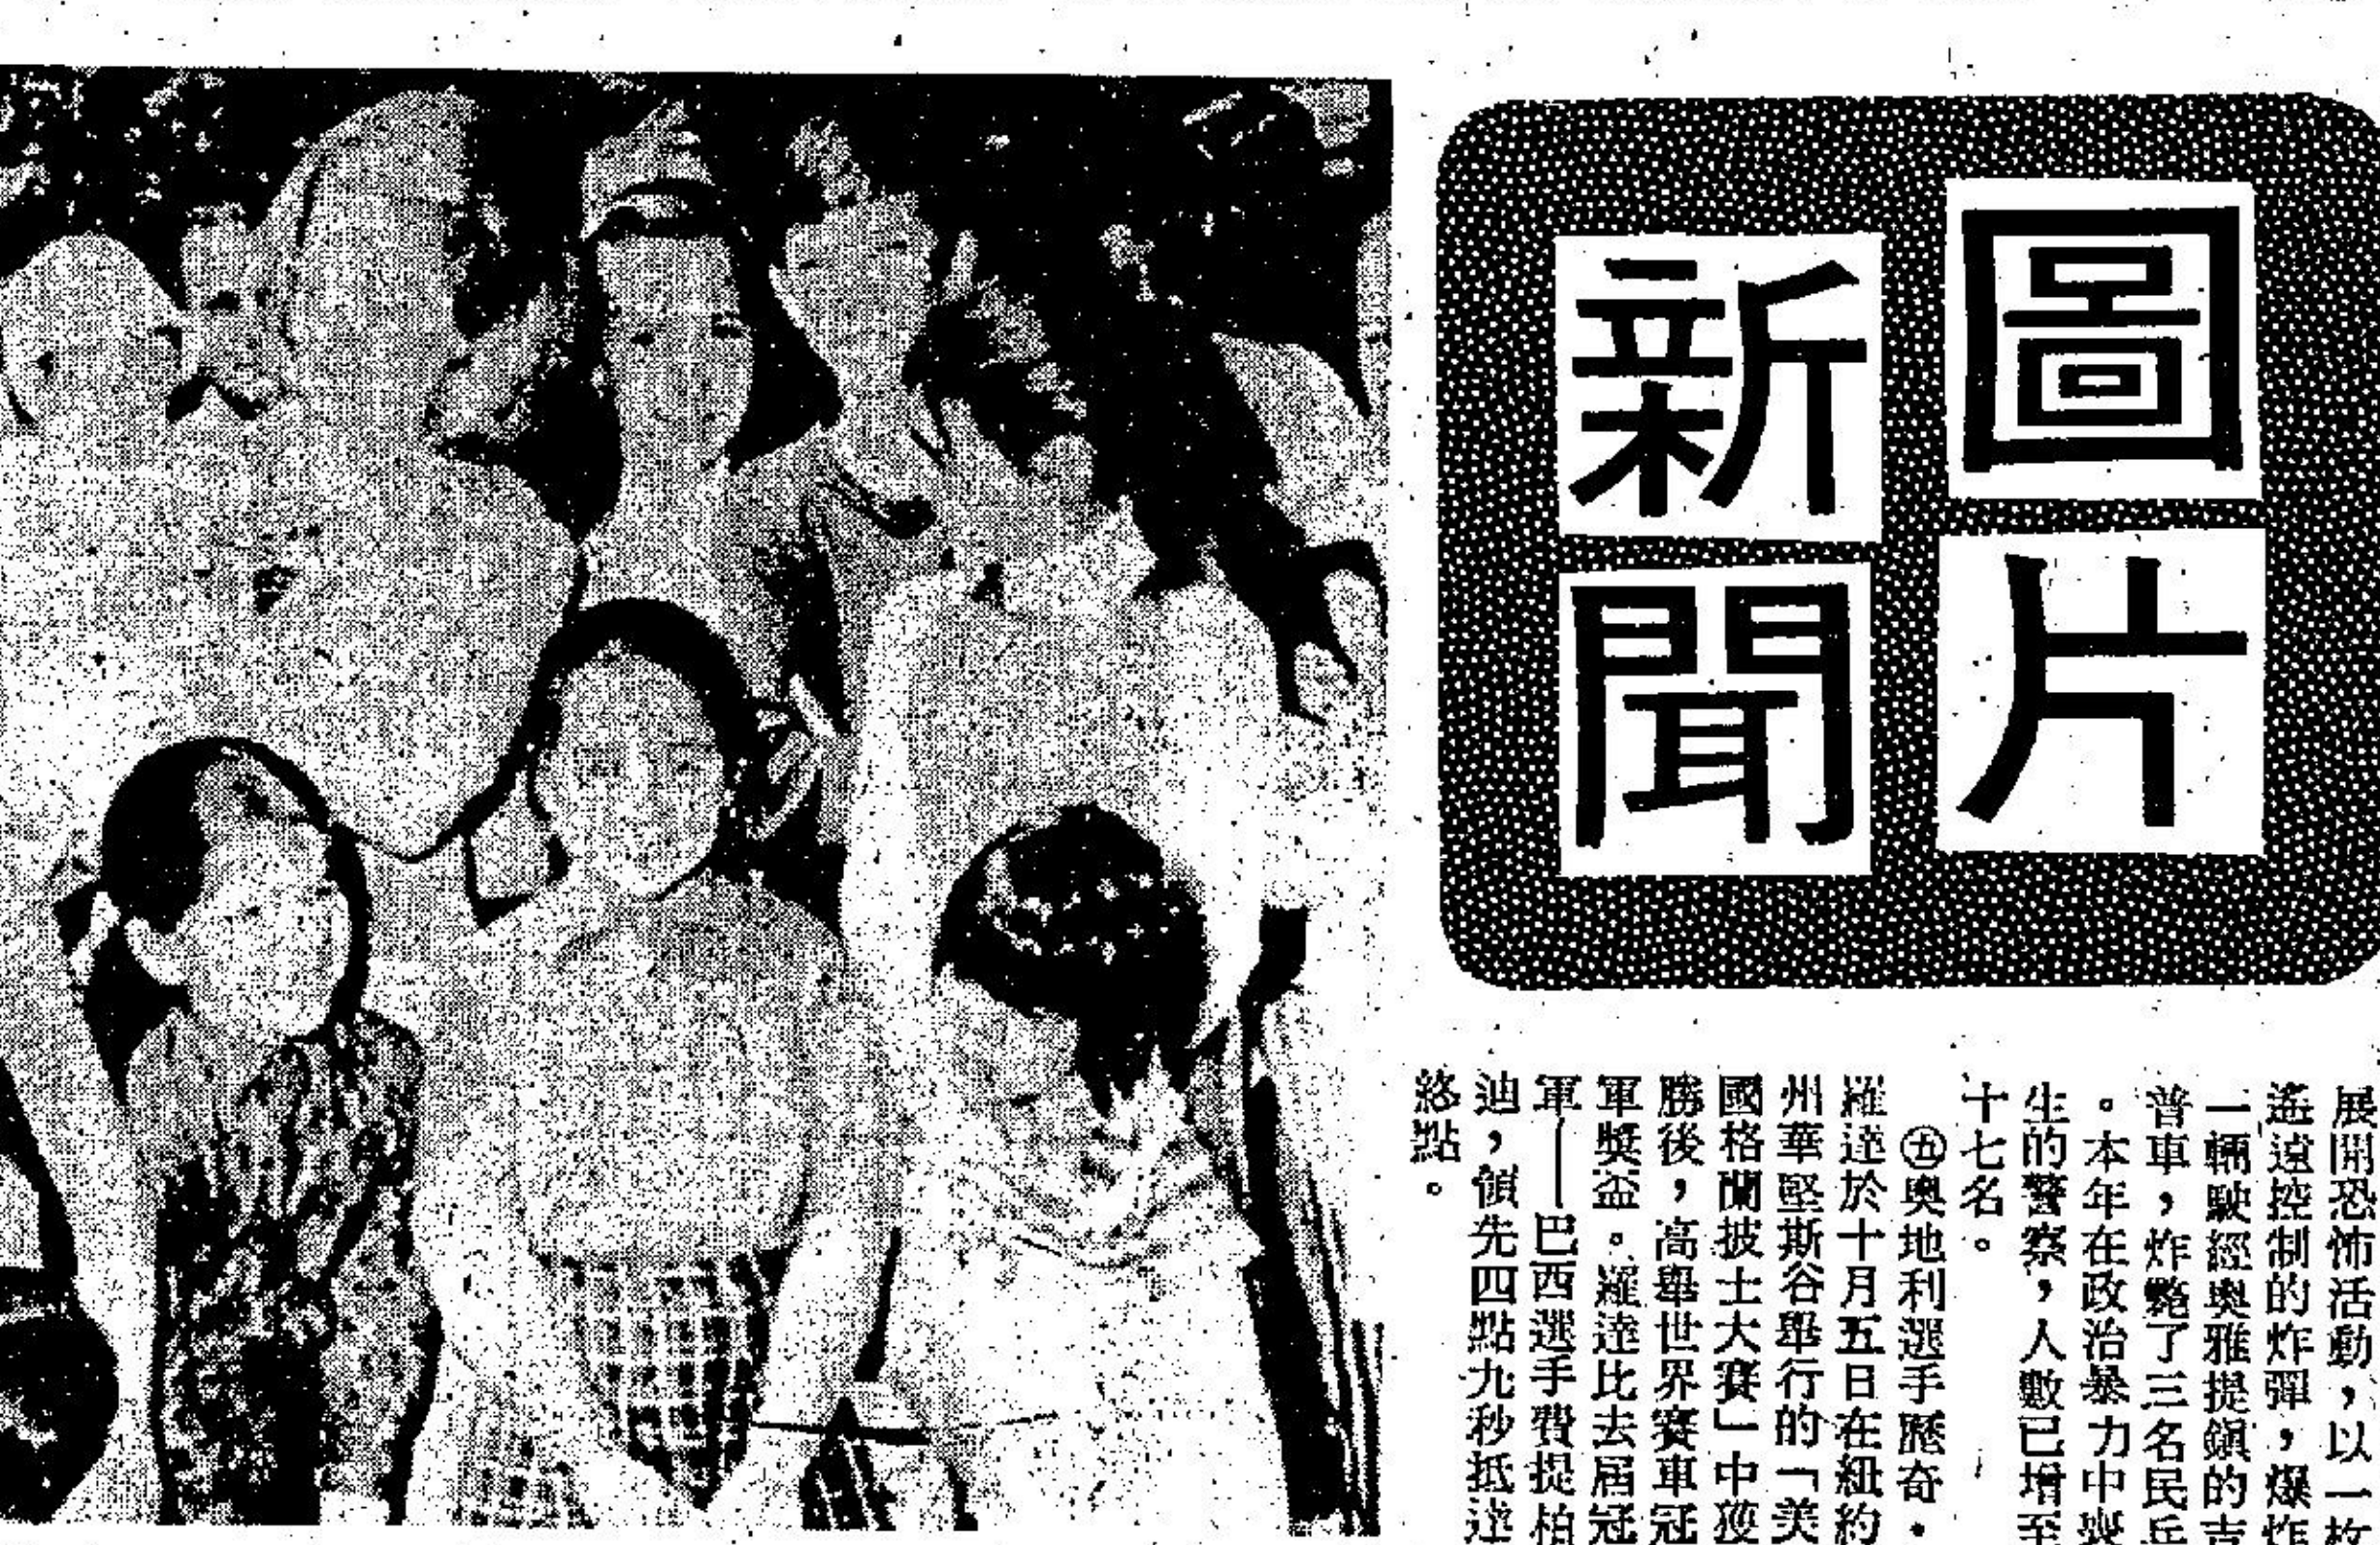 圖片
新聞
展開恐怖活動，以一枚
遙遠控制的炸彈，爆炸
一輛駛經奧雅提鎮的吉
普車，炸斃了三名民兵
。本年在政治暴力中喪
生的警察，人數已增至
十七名。
㊄奧地利選手歷奇·
羅達於十月五日在紐約
州華堅斯谷舉行的「美
國格蘭披士大賽」中獲
勝後，高舉世界賽車冠
軍獎盃。羅達比去屆冠
軍——巴西選手費提柏
迪，領先四點九秒抵達
終點。